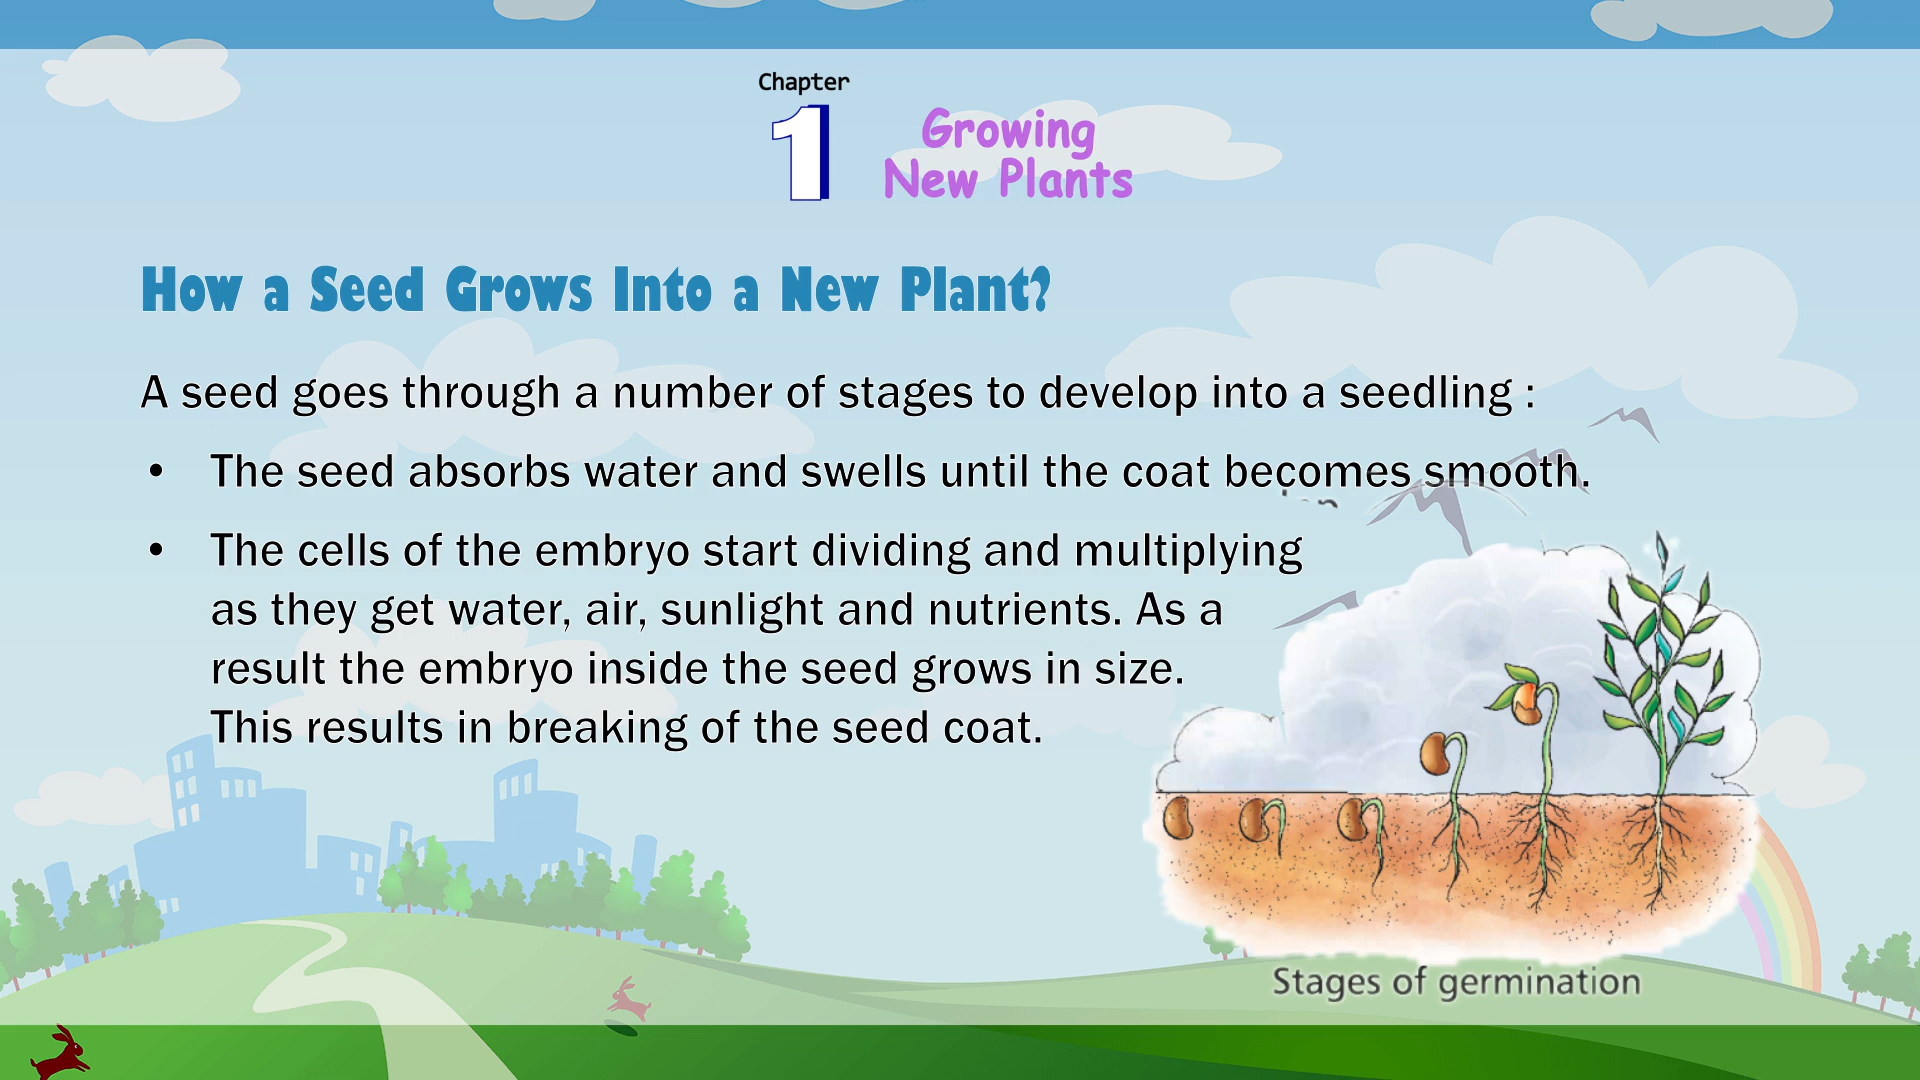 Chapter
1
Growing
New Plants
How a Seed Grows Into a New Plant?
A seed goes through a number of stages to develop into a seedling :
• The seed absorbs water and swells until the coat becomes smooth.
• The cells of the embryo start dividing and multiplying
as they get water, air, sunlight and nutrients. As a
result the embryo inside the seed grows in size.
This results in breaking of the seed coat.
Stages of germination